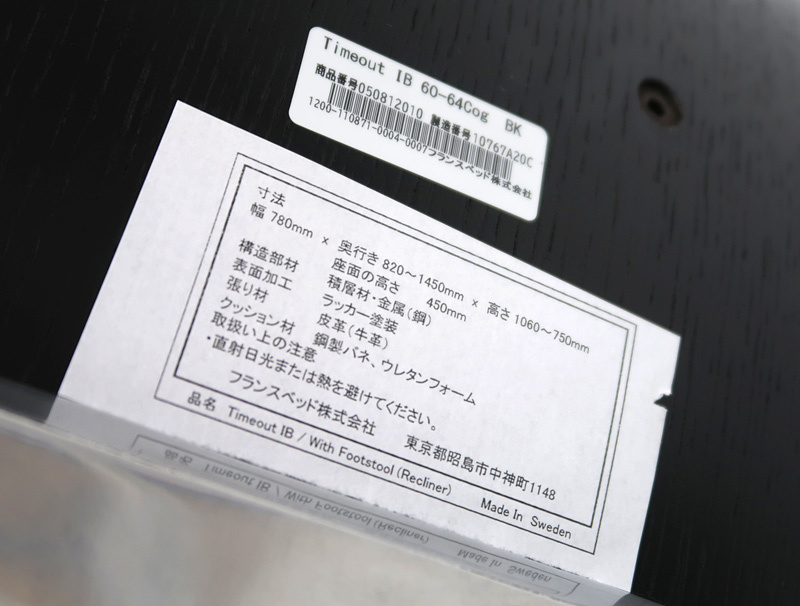 Timeout IB 60-64Cog BK
商品番号050812010 製造番号10767A20C
1200-110871-0004-0007フランスベッド株式会社
寸法
幅 780mm × 奥行き 820～1450mm × 高さ 1060～750mm
座面の高さ 450mm
構造部材 積層材・金属(鋼)
表面加工 ラッカー塗装
張り材 皮革(牛革)
クッション材 鋼製バネ、ウレタンフォーム
取扱い上の注意
・直射日光または熱を避けてください。
フランスベッド株式会社 東京都昭島市中神町1148
品名 Timeout IB / With Footstool (Recliner) Made In Sweden
品名 Timeout IB / With Footstool (Recliner) Made In Sweden